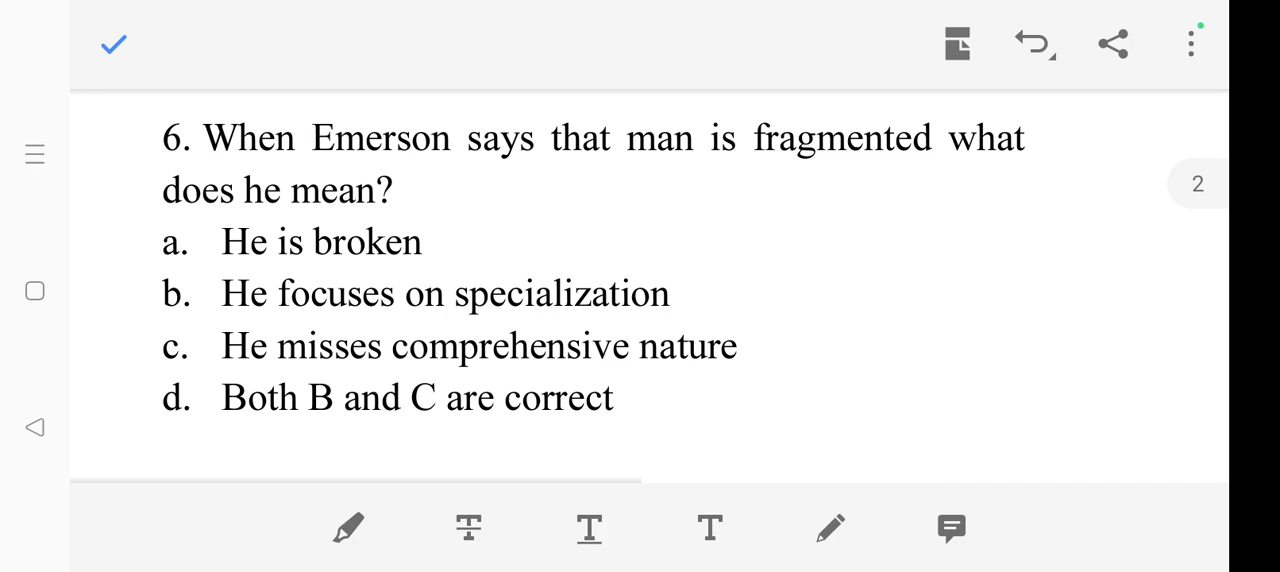 6. When Emerson says that man is fragmented what
does he mean?
a. He is broken
b. He focuses on specialization
c. He misses comprehensive nature
d. Both B and C are correct
2
T
T
T